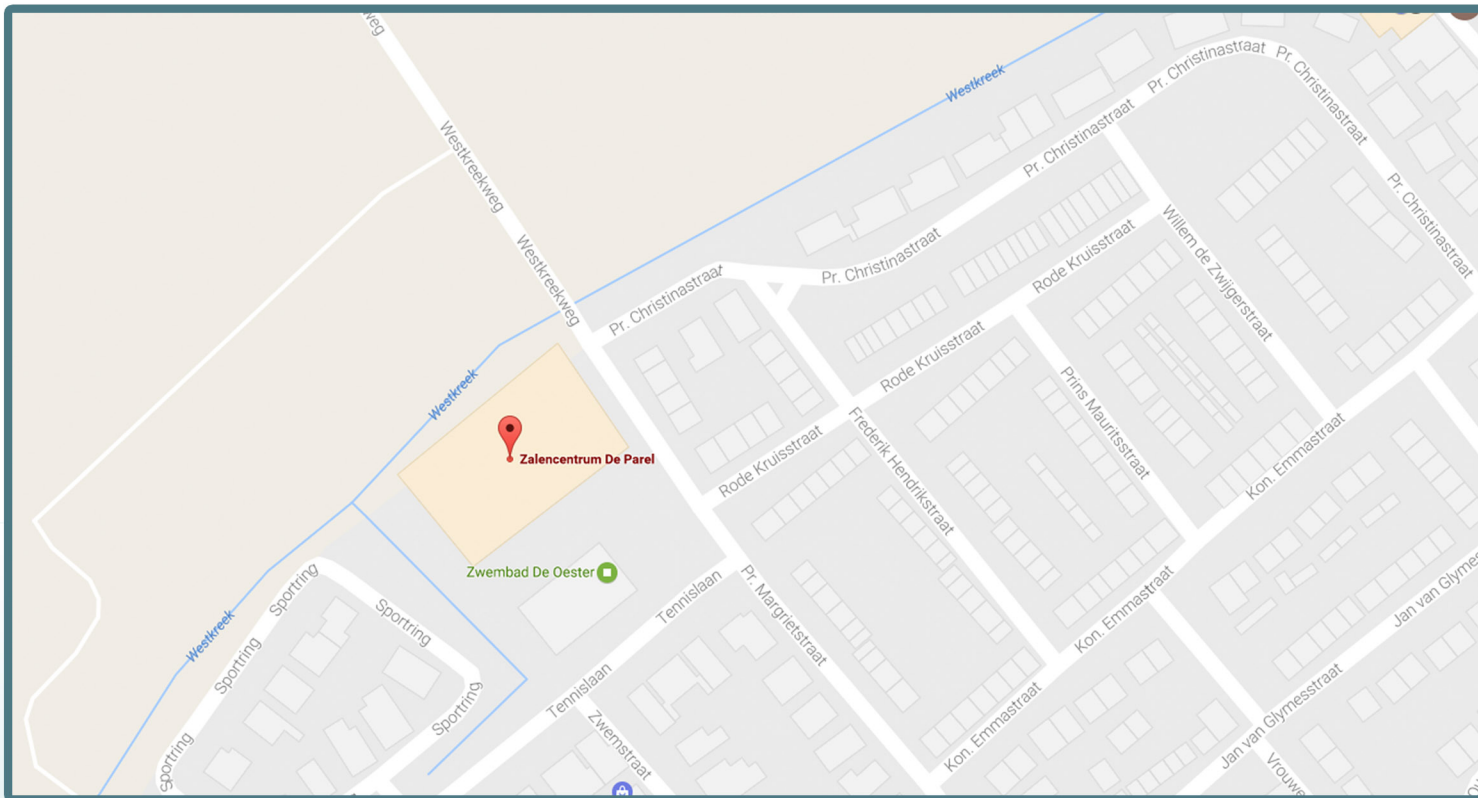 weg
Westkreekweg
Westkreekweg
Westkreek
Westkreek
Westkreek
Pr. Christinastraat
Pr. Christinastraat
Pr. Christinastraat
Pr. Christinastraat
Pr. Christinastraat
Pr. Christinastraat
Rode Kruisstraat
Rode Kruisstraat
Rode Kruisstraat
Willem de Zwijgerstraat
Prins Mauritsstraat
Frederik Hendrikstraat
Zalencentrum De Parel
Zwembad De Oester
Kon. Emmastraat
Kon. Emmastraat
Kon. Emmastraat
Jan van Glymes
Jan van Glymesstraat
Pr. Margrietstraat
Tennislaan
Tennislaan
Zwemstraat
Sportring
Sportring
Sportring
Sportring
Sportring
Vrouwe